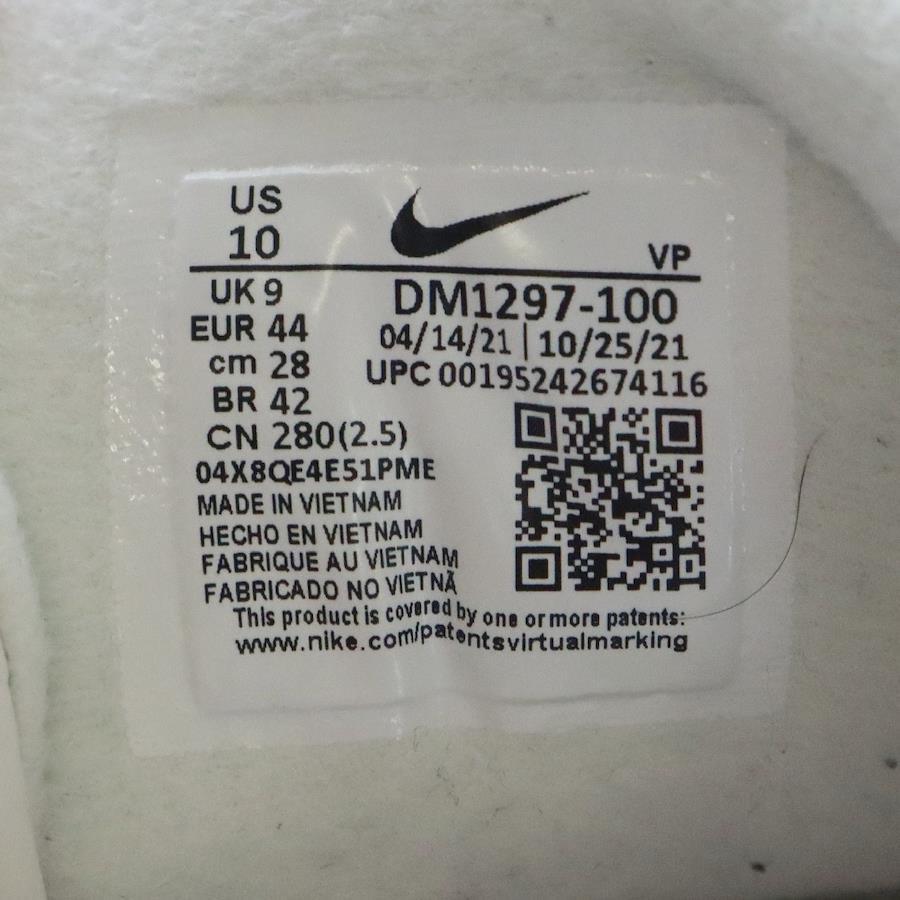 US
10
VP
UK 9
EUR 44
cm 28
BR 42
CN 280(2.5)
DM1297-100
04/14/21 | 10/25/21
UPC 00195242674116
04X8QE4E51PME
MADE IN VIETNAM
HECHO EN VIETNAM
FABRIQUE AU VIETNAM
FABRICADO NO VIETNÃ
This product is covered by one or more patents:
www.nike.com/patentsvirtualmarking